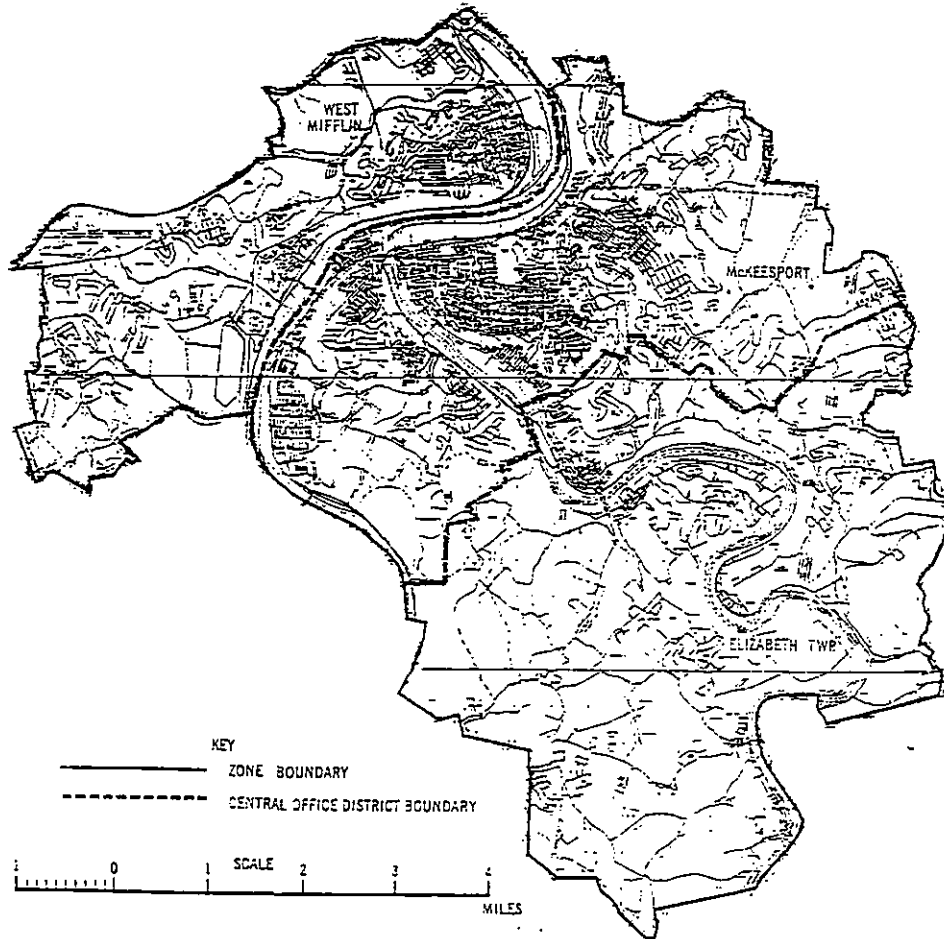 WEST
MIFFLIN
McKEESPORT
ELIZABETH TWP.
KEY
ZONE BOUNDARY
CENTRAL OFFICE DISTRICT BOUNDARY
SCALE
1 0 1 2 3 4
MILES